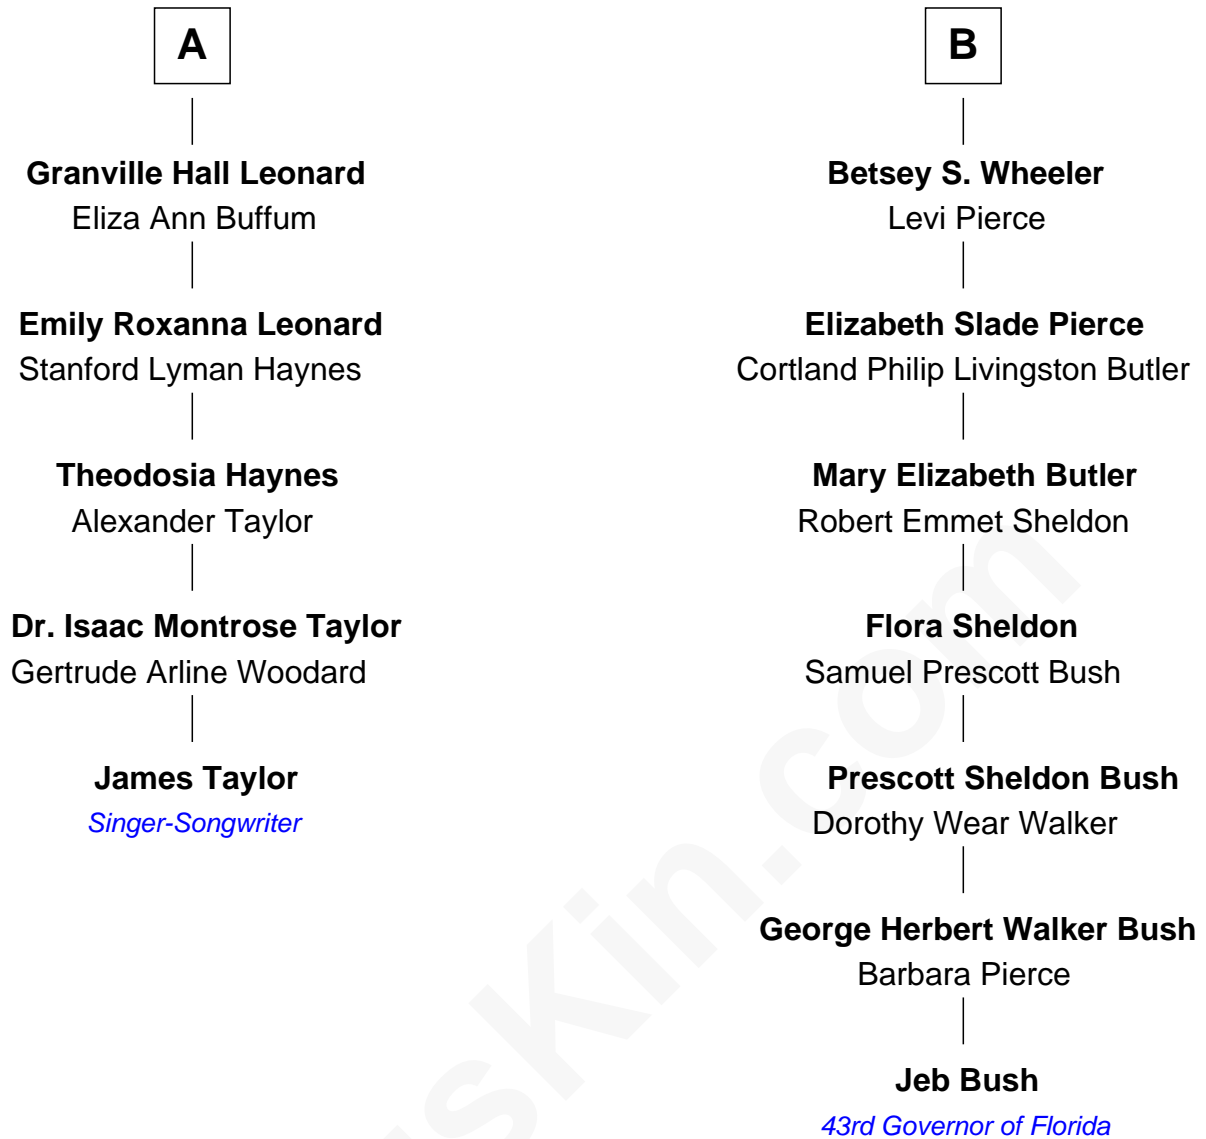 A
Granville Hall Leonard
Eliza Ann Buffum
Emily Roxanna Leonard
Stanford Lyman Haynes
Theodosia Haynes
Alexander Taylor
Dr. Isaac Montrose Taylor
Gertrude Arline Woodard
James Taylor
Singer-Songwriter
B
Betsey S. Wheeler
Levi Pierce
Elizabeth Slade Pierce
Cortland Philip Livingston Butler
Mary Elizabeth Butler
Robert Emmet Sheldon
Flora Sheldon
Samuel Prescott Bush
Prescott Sheldon Bush
Dorothy Wear Walker
George Herbert Walker Bush
Barbara Pierce
Jeb Bush
43rd Governor of Florida
sKin.com